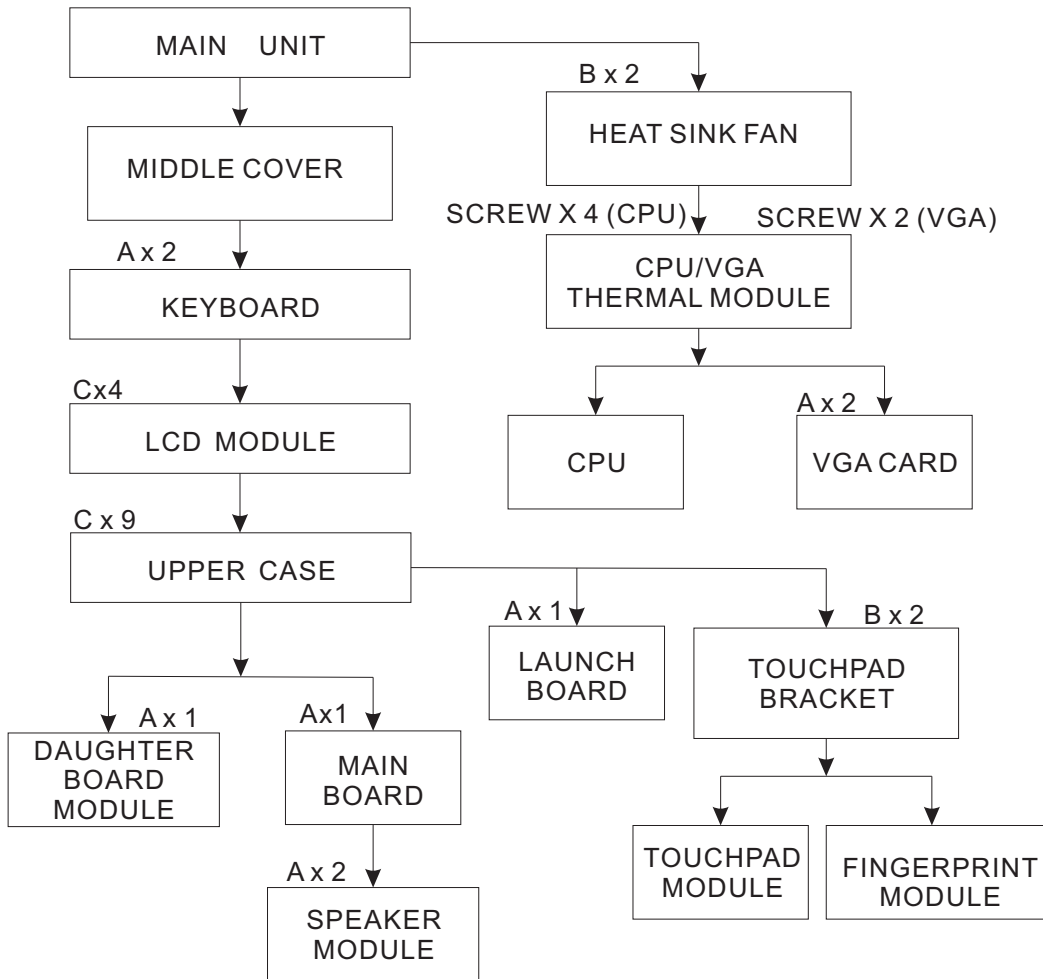 MAIN UNIT
B x 2
HEAT SINK FAN
MIDDLE COVER
SCREW X 4 (CPU)
SCREW X 2 (VGA)
A x 2
CPU/VGA
THERMAL MODULE
KEYBOARD
Cx4
LCD MODULE
CPU
A x 2
VGA CARD
C x 9
UPPER CASE
A x 1
LAUNCH
BOARD
B x 2
TOUCHPAD
BRACKET
A x 1
DAUGHTER
BOARD
MODULE
Ax1
MAIN
BOARD
TOUCHPAD
MODULE
FINGERPRINT
MODULE
A x 2
SPEAKER
MODULE